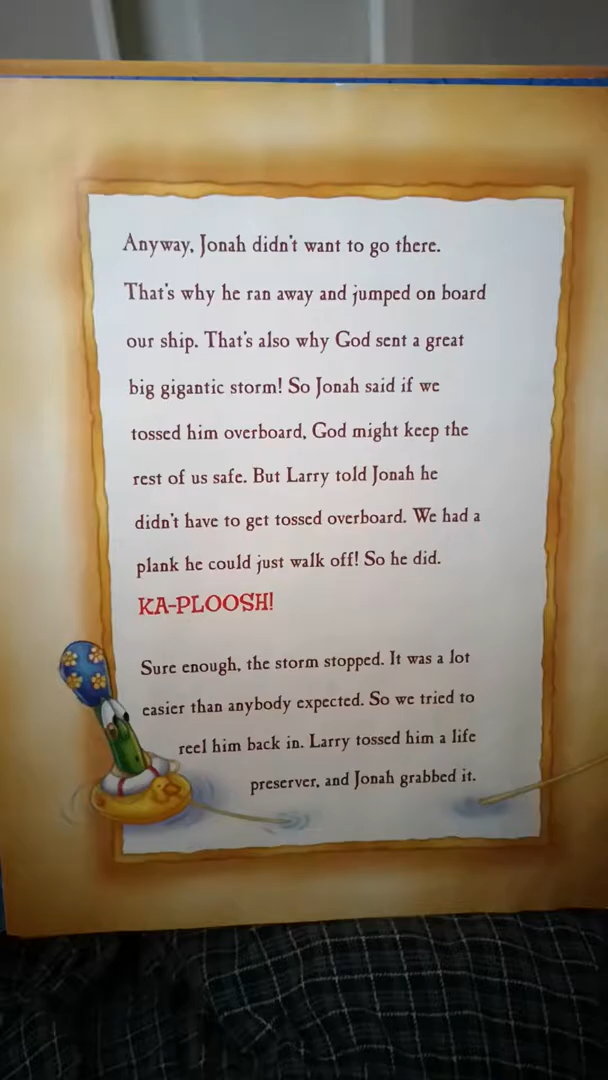 Anyway, Jonah didn't want to go there.
That's why he ran away and jumped on board
our ship. That's also why God sent a great
big gigantic storm! So Jonah said if we
tossed him overboard, God might keep the
rest of us safe. But Larry told Jonah he
didn't have to get tossed overboard. We had a
plank he could just walk off! So he did.
KA-PLOOSH!
Sure enough, the storm stopped. It was a lot
easier than anybody expected. So we tried to
reel him back in. Larry tossed him a life
preserver, and Jonah grabbed it.